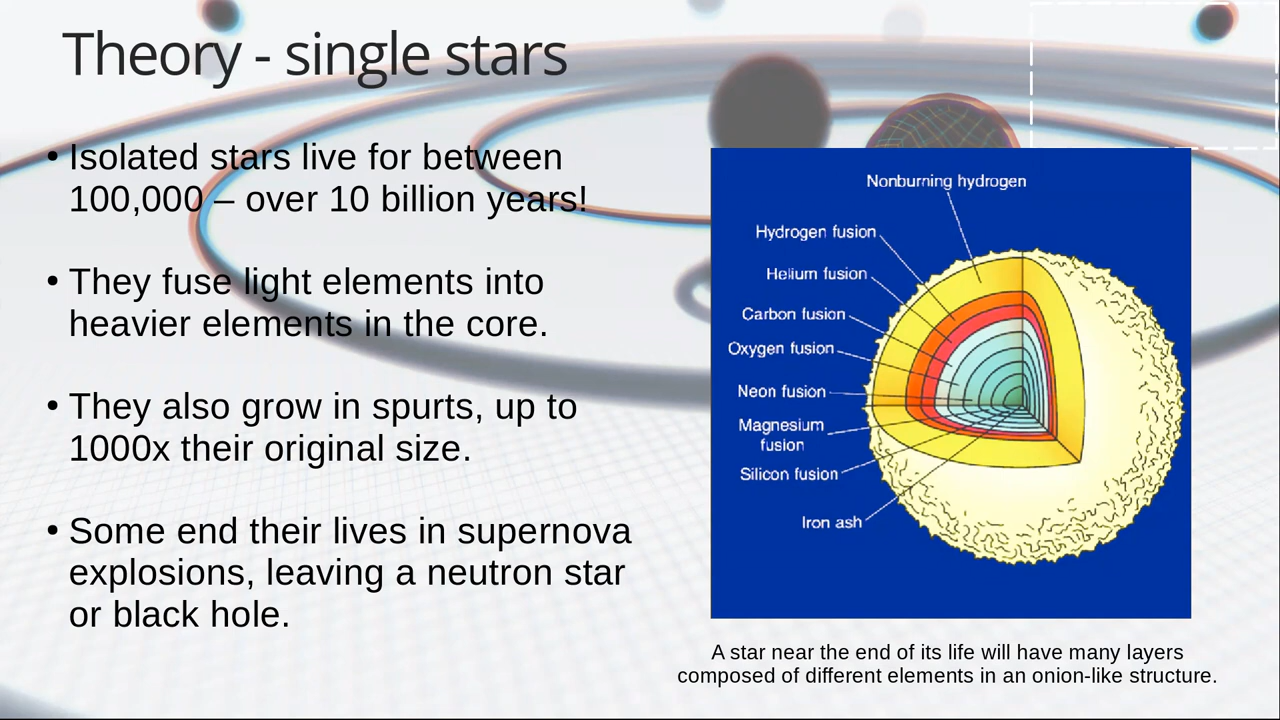 Theory - single stars
• Isolated stars live for between
100,000 – over 10 billion years!
• They fuse light elements into
heavier elements in the core.
• They also grow in spurts, up to
1000x their original size.
• Some end their lives in supernova
explosions, leaving a neutron star
or black hole.
Nonburning hydrogen
Hydrogen fusion
Helium fusion
Carbon fusion
Oxygen fusion
Neon fusion
Magnesium
fusion
Silicon fusion
Iron ash
A star near the end of its life will have many layers
composed of different elements in an onion-like structure.